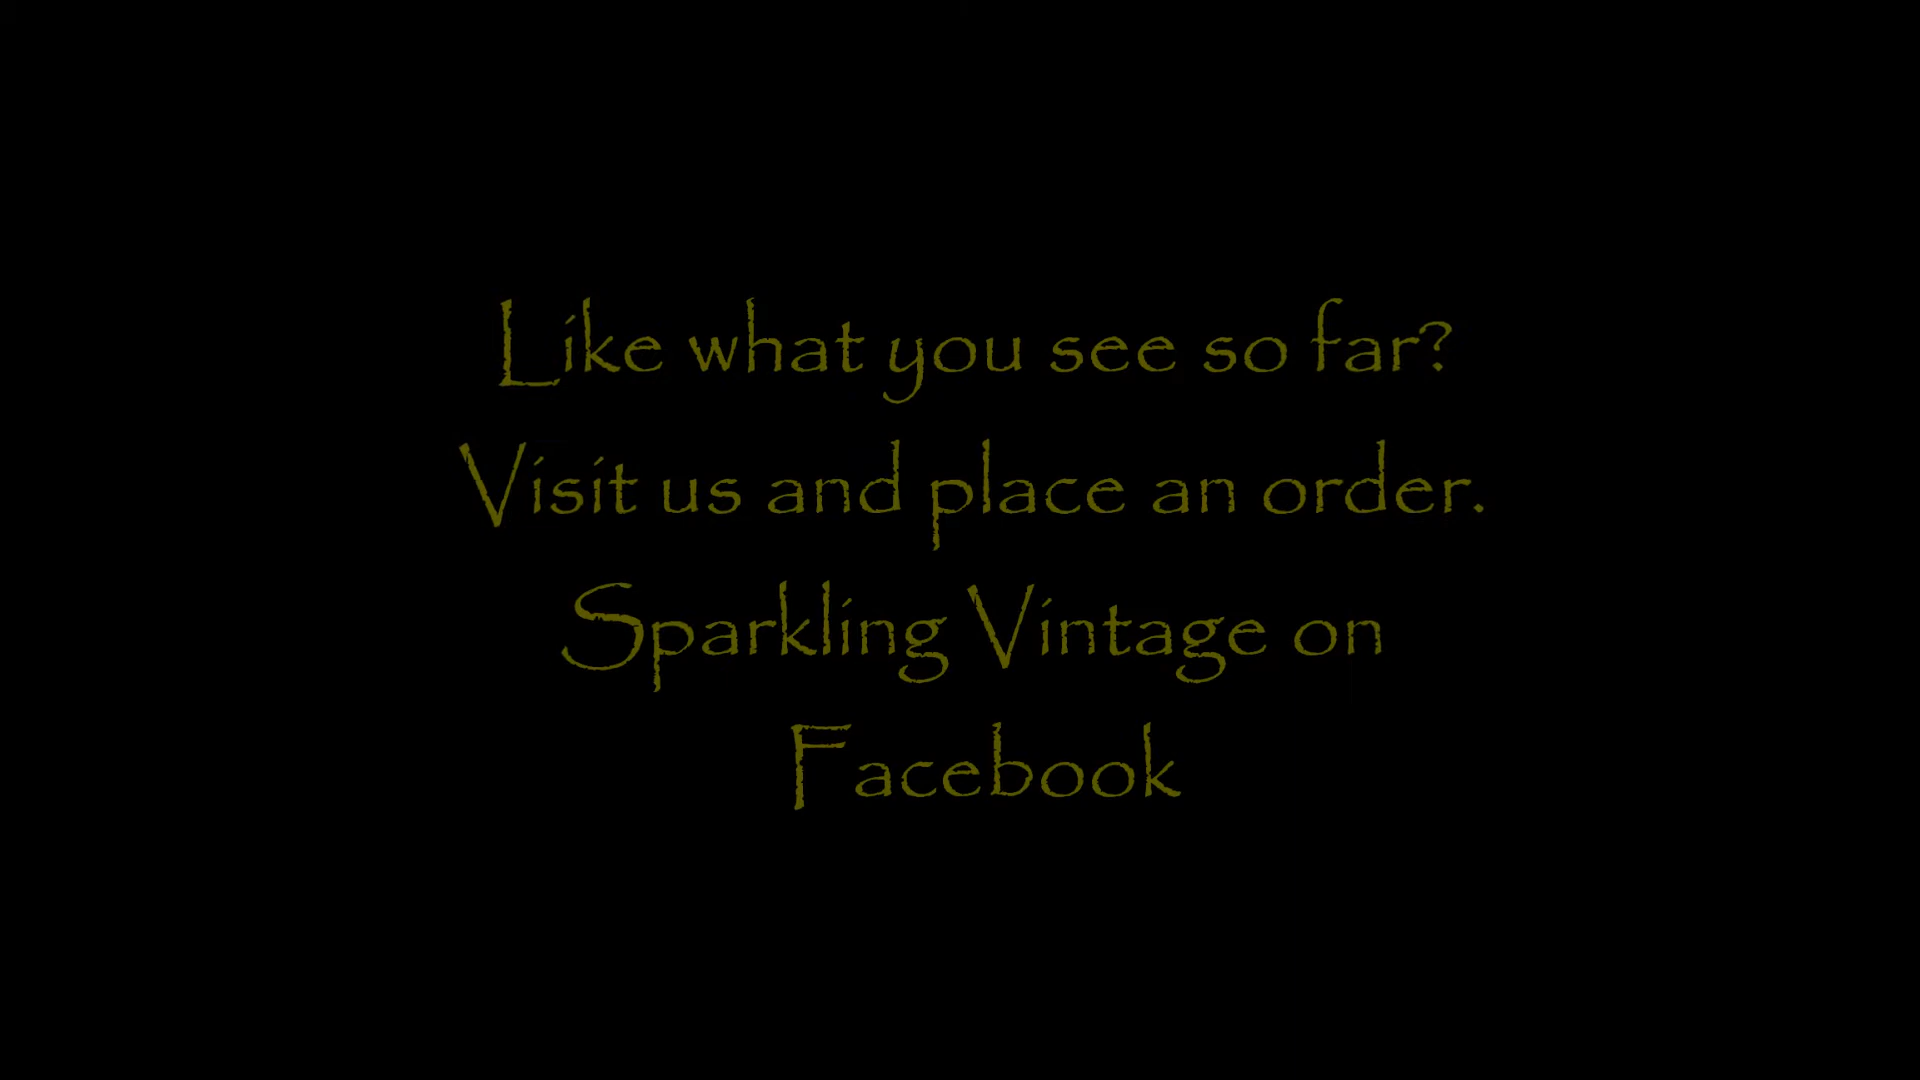 Like what you see so far?
Visit us and place an order.
Sparkling Vintage on
Facebook